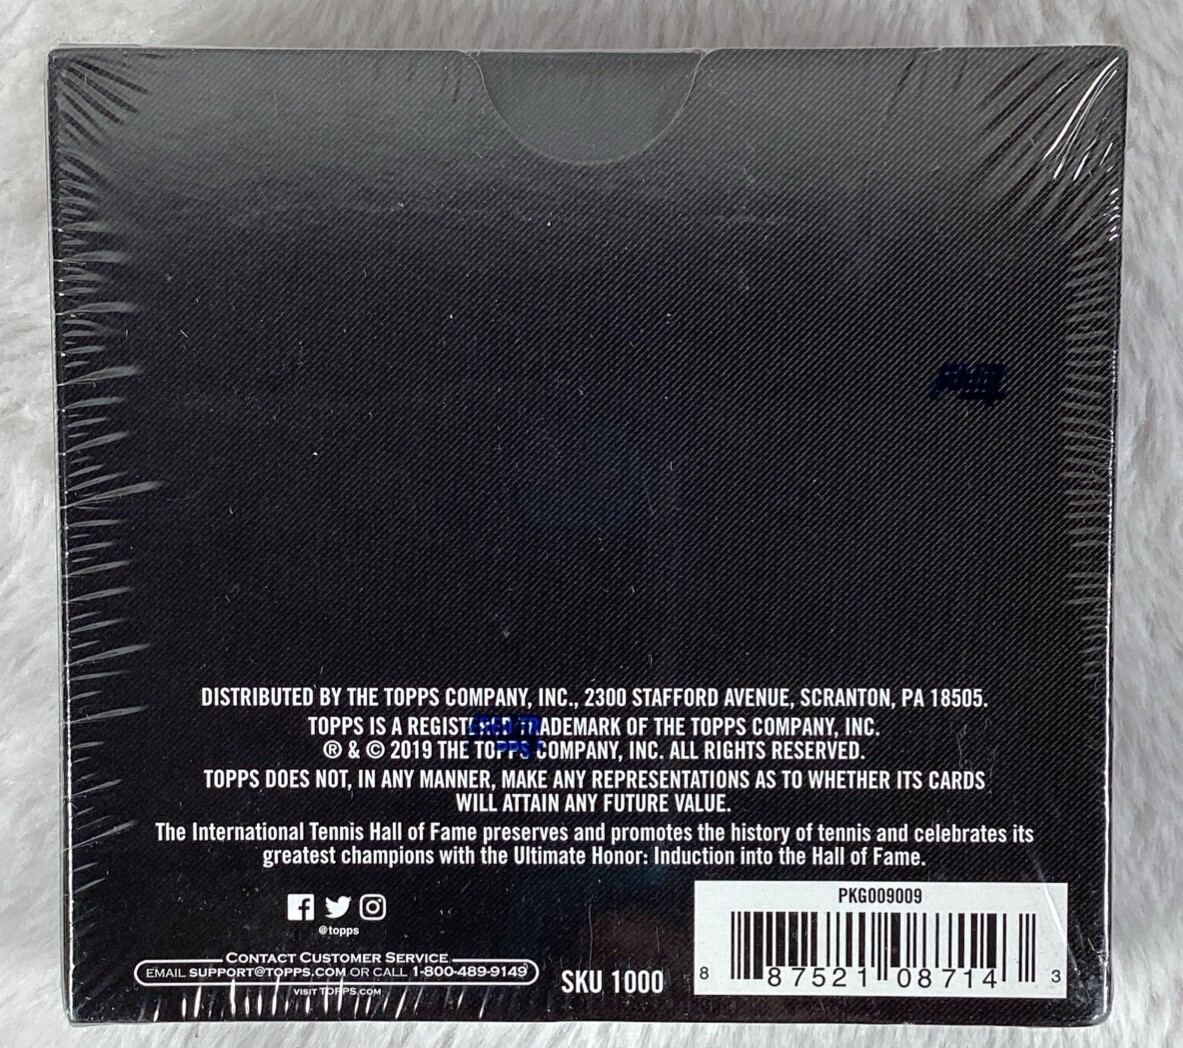 DISTRIBUTED BY THE TOPPS COMPANY, INC., 2300 STAFFORD AVENUE, SCRANTON, PA 18505.
TOPPS IS A REGISTERED TRADEMARK OF THE TOPPS COMPANY, INC.
® & © 2019 THE TOPPS COMPANY, INC. ALL RIGHTS RESERVED.
TOPPS DOES NOT, IN ANY MANNER, MAKE ANY REPRESENTATIONS AS TO WHETHER ITS CARDS
WILL ATTAIN ANY FUTURE VALUE.
The International Tennis Hall of Fame preserves and promotes the history of tennis and celebrates its
greatest champions with the Ultimate Honor: Induction into the Hall of Fame.
@topps
CONTACT CUSTOMER SERVICE
EMAIL SUPPORT@TOPPS.COM OR CALL 1-800-489-9149
VISIT TOPPS.COM
SKU 1000
PKG009009
8 87521 08714 3